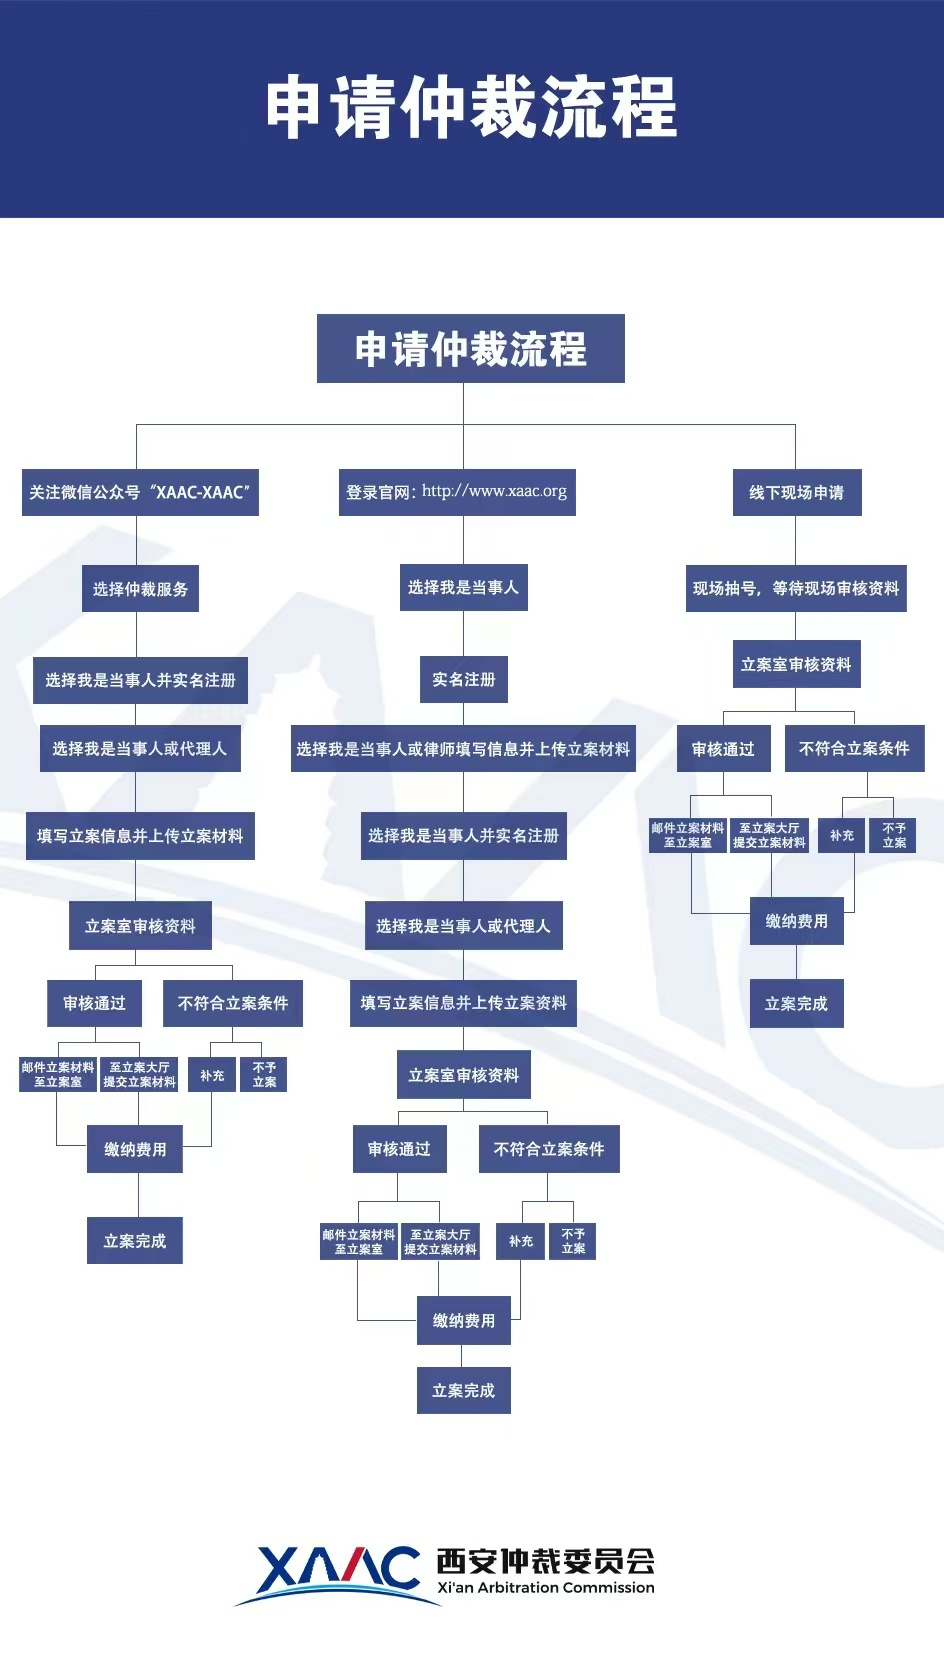 申请仲裁流程
申请仲裁流程
关注微信公众号“XAAC-XAAC”
选择仲裁服务
选择我是当事人并实名注册
选择我是当事人或代理人
填写立案信息并上传立案材料
立案室审核资料
审核通过
不符合立案条件
邮件立案材料
至立案室
至立案大厅
提交立案材料
补充
不予
立案
缴纳费用
立案完成
登录官网：http://www.xaac.org
选择我是当事人
实名注册
选择我是当事人或律师填写信息并上传立案材料
选择我是当事人并实名注册
选择我是当事人或代理人
填写立案信息并上传立案资料
立案室审核资料
审核通过
不符合立案条件
邮件立案材料
至立案室
至立案大厅
提交立案材料
补充
不予
立案
缴纳费用
立案完成
线下现场申请
现场抽号，等待现场审核资料
立案室审核资料
审核通过
不符合立案条件
邮件立案材料
至立案室
至立案大厅
提交立案材料
补充
不予
立案
缴纳费用
立案完成
XAAC
西安仲裁委员会
Xi'an Arbitration Commission